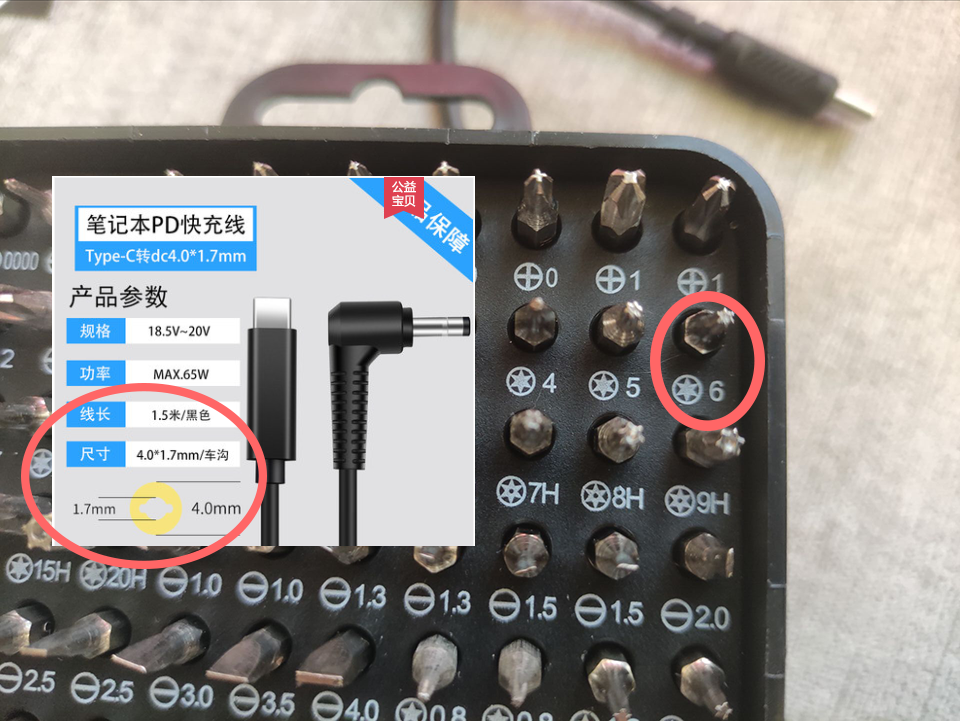 公益
宝贝
品保障
笔记本PD快充线
Type-C转dc4.0*1.7mm
产品参数
规格 18.5V~20V
功率 MAX.65W
线长 1.5米/黑色
尺寸 4.0*1.7mm/车沟
1.7mm 4.0mm
0000
0 1 1
2
4 5 6
7H 8H 9H
15H 20H 1.0 1.0 1.3 1.3 1.5 1.5 2.0
2.5 2.5 3.0 3.5 4.0 0.8 0.8